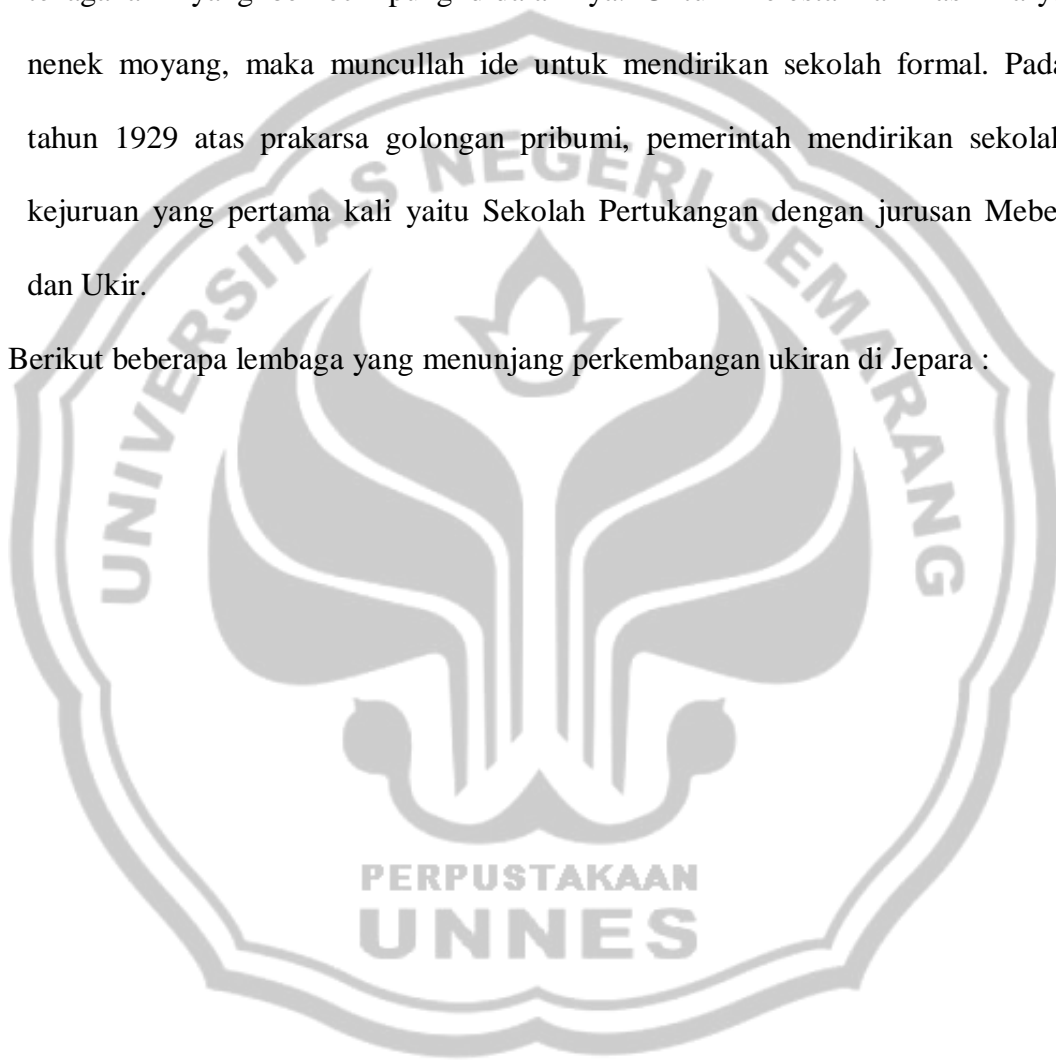 nenek moyang, maka muncullah ide untuk mendirikan sekolah formal. Pada
tahun 1929 atas prakarsa golongan pribumi, pemerintah mendirikan sekolah
kejuruan yang pertama kali yaitu Sekolah Pertukangan dengan jurusan Mebel
dan Ukir.
Berikut beberapa lembaga yang menunjang perkembangan ukiran di Jepara :
UNIVERSITAS NEGERI SEMARANG
PERPUSTAKAAN
UNNES